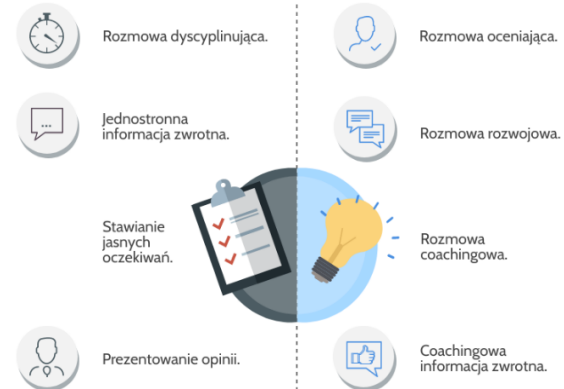 Rozmowa dyscyplinująca.
Jednostronna
informacja zwrotna.
Stawianie
jasnych
oczekiwań.
Prezentowanie opinii.
Rozmowa oceniająca.
Rozmowa rozwojowa.
Rozmowa
coachingowa.
Coachingowa
informacja zwrotna.